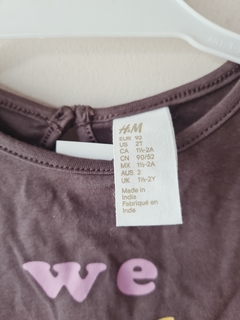 H&M
EUR 92
US 2T
CA 1½-2A
CN 90/52
MX 1½-2A
AUS 2
UK 1½-2Y
Made in
India
Fabriqué en
Inde
we